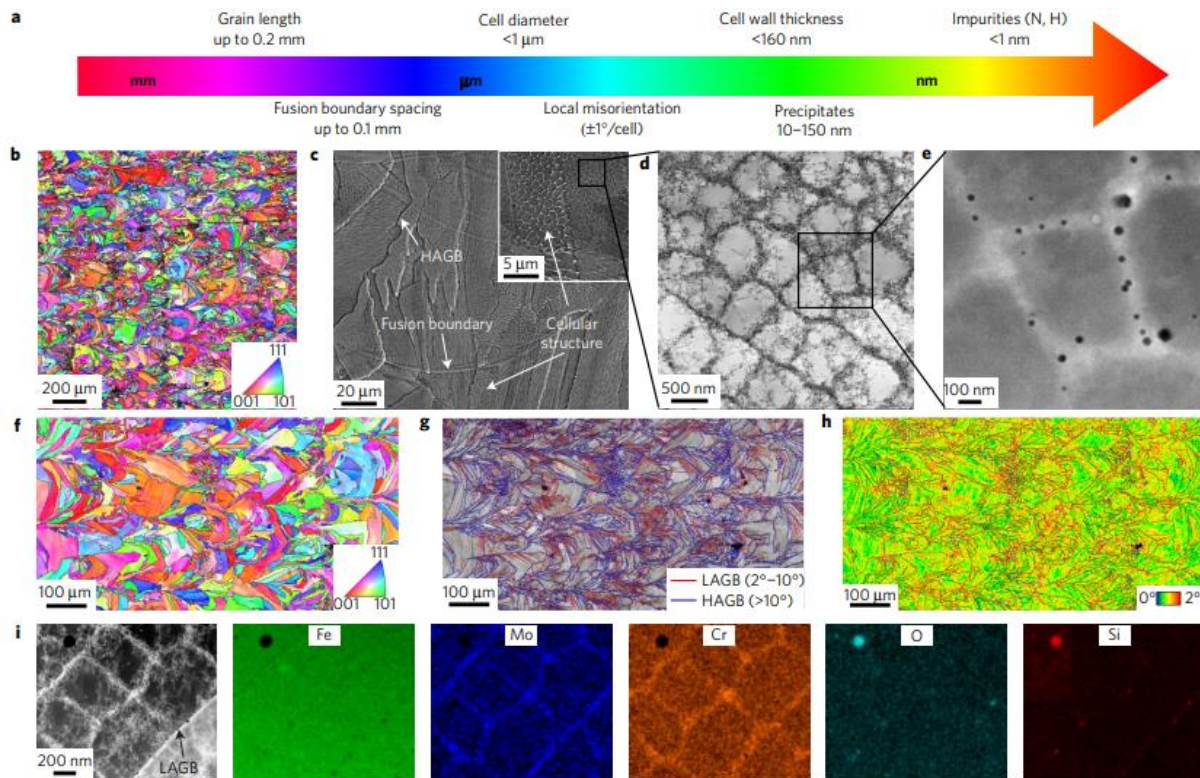 a
Grain length
up to 0.2 mm
Cell diameter
<1 μm
Cell wall thickness
<160 nm
Impurities (N, H)
<1 nm
mm
μm
nm
Fusion boundary spacing
up to 0.1 mm
Local misorientation
(±1°/cell)
Precipitates
10–150 nm
b
200 μm
111
001
101
c
HAGB
Fusion boundary
Cellular
structure
5 μm
20 μm
d
500 nm
e
100 nm
f
100 μm
111
001
101
g
100 μm
LAGB (2°–10°)
HAGB (>10°)
h
100 μm
0°
2°
i
LAGB
200 nm
Fe
Mo
Cr
O
Si